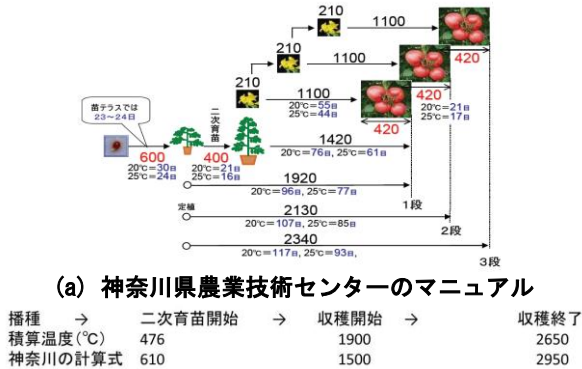 210
1100
210
1100
420
210
1100
420
20℃=55日
25℃=44日
420
20℃=21日
25℃=17日
苗テラスでは
23～24日
二次育苗
600
400
1420
20℃=30日
25℃=24日
20℃=21日
25℃=16日
20℃=76日, 25℃=61日
1920
20℃=96日, 25℃=77日
1段
定植
2130
20℃=107日, 25℃=85日
2段
2340
20℃=117日, 25℃=93日,
3段
(a) 神奈川県農業技術センターのマニュアル
播種 → 二次育苗開始 → 収穫開始 → 収穫終了
積算温度(℃) 476 1900 2650
神奈川の計算式 610 1500 2950